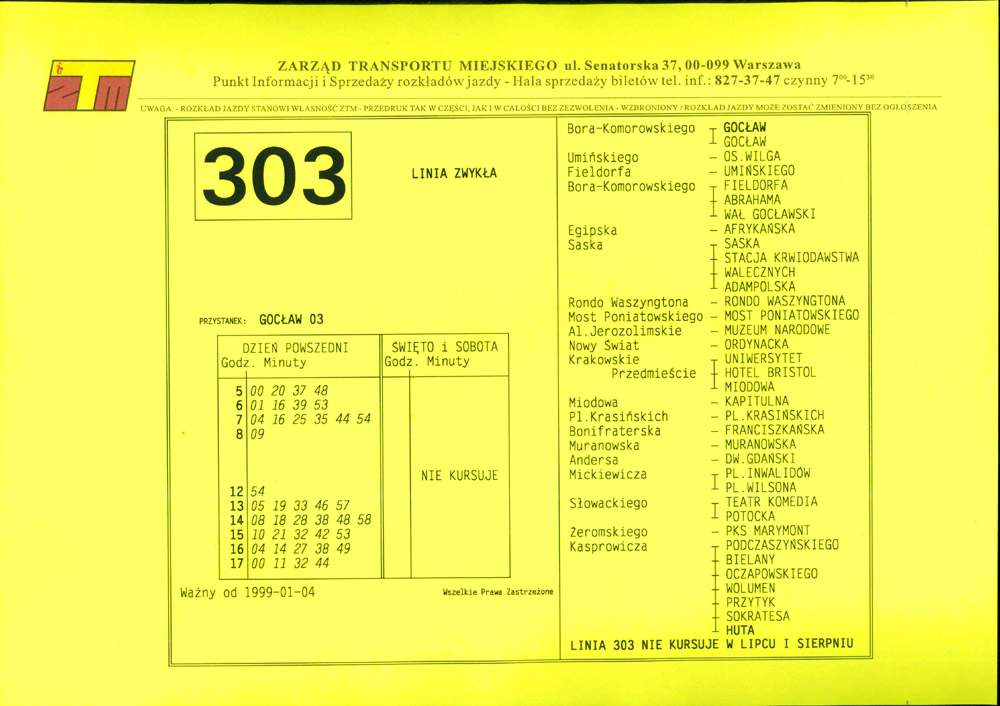 ZTM
ZARZĄD TRANSPORTU MIEJSKIEGO ul. Senatorska 37, 00-099 Warszawa
Punkt Informacji i Sprzedaży rozkładów jazdy - Hala sprzedaży biletów tel. inf.: 827-37-47 czynny 7⁰⁰-15³⁰
UWAGA: - ROZKŁAD JAZDY STANOWI WŁASNOŚĆ ZTM - PRZEDRUK TAK W CZĘŚCI, JAK I W CAŁOŚCI BEZ ZEZWOLENIA - WZBRONIONY / ROZKŁAD JAZDY MOŻE ZOSTAĆ ZMIENIONY BEZ OGŁOSZENIA
303
LINIA ZWYKŁA
PRZYSTANEK: GOCŁAW 03
DZIEŃ POWSZEDNI
Godz. Minuty
ŚWIĘTO i SOBOTA
Godz. Minuty
5 00 20 37 48
6 01 16 39 53
7 04 16 25 35 44 54
8 09
12 54
13 05 19 33 46 57
14 08 18 28 38 48 58
15 10 21 32 42 53
16 04 14 27 38 49
17 00 11 32 44
NIE KURSUJE
Ważny od 1999-01-04
Wszelkie Prawa Zastrzeżone
Bora-Komorowskiego GOCŁAW
GOCŁAW
Umińskiego - OS.WILGA
Fieldorfa - UMIŃSKIEGO
Bora-Komorowskiego FIELDORFA
ABRAHAMA
WAŁ GOCŁAWSKI
Egipska - AFRYKAŃSKA
Saska SASKA
STACJA KRWIODAWSTWA
WALECZNYCH
ADAMPOLSKA
Rondo Waszyngtona - RONDO WASZYNGTONA
Most Poniatowskiego - MOST PONIATOWSKIEGO
Al.Jerozolimskie - MUZEUM NARODOWE
Nowy Świat - ORDYNACKA
Krakowskie UNIWERSYTET
Przedmieście HOTEL BRISTOL
MIODOWA
Miodowa - KAPITULNA
Pl.Krasińskich - PL.KRASIŃSKICH
Bonifraterska - FRANCISZKAŃSKA
Muranowska - MURANOWSKA
Andersa - DW.GDAŃSKI
Mickiewicza PL.INWALIDÓW
PL.WILSONA
Słowackiego TEATR KOMEDIA
POTOCKA
Żeromskiego - PKS MARYMONT
Kasprowicza PODCZASZYŃSKIEGO
BIELANY
OCZAPOWSKIEGO
WOLUMEN
PRZYTYK
SOKRATESA
HUTA
LINIA 303 NIE KURSUJE W LIPCU I SIERPNIU